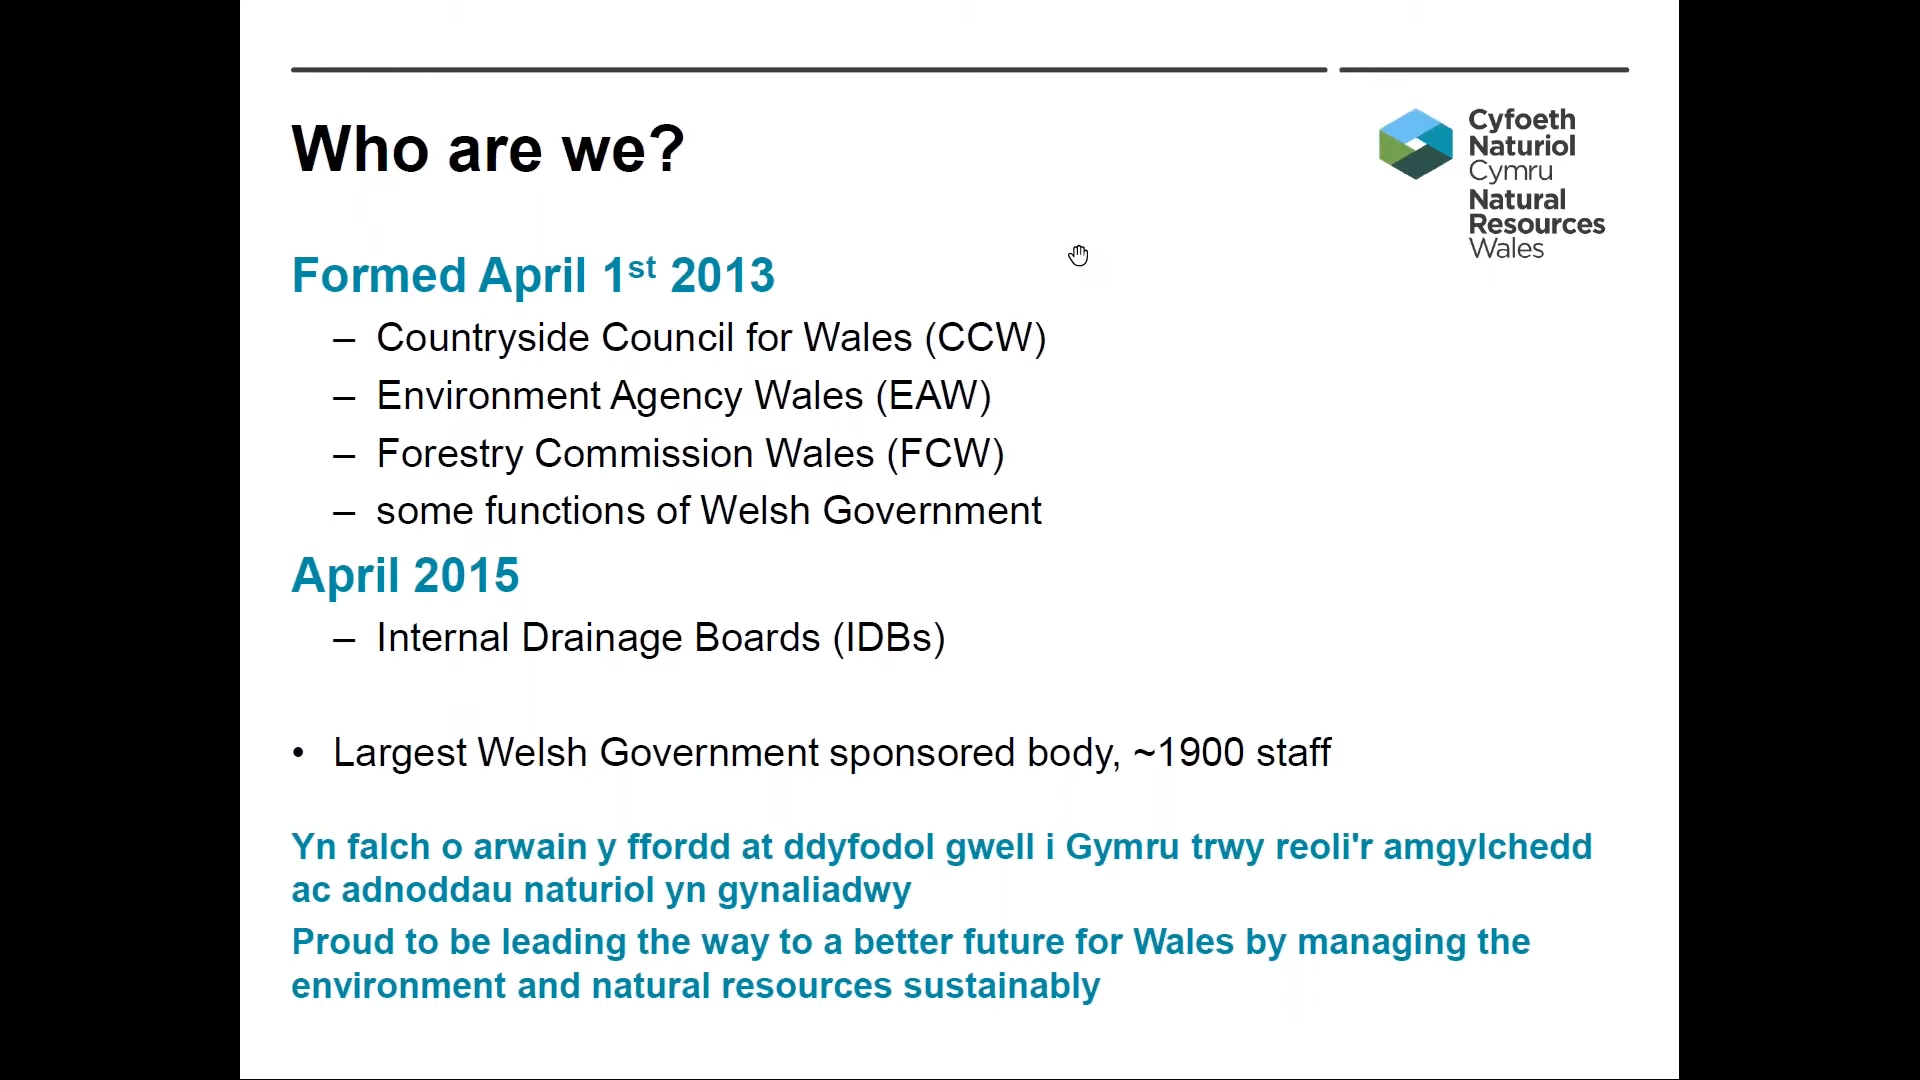 Who are we?
Cyfoeth
Naturiol
Cymru
Natural
Resources
Wales
Formed April 1st 2013
– Countryside Council for Wales (CCW)
– Environment Agency Wales (EAW)
– Forestry Commission Wales (FCW)
– some functions of Welsh Government
April 2015
– Internal Drainage Boards (IDBs)
• Largest Welsh Government sponsored body, ~1900 staff
Yn falch o arwain y ffordd at ddyfodol gwell i Gymru trwy reoli'r amgylchedd
ac adnoddau naturiol yn gynaliadwy
Proud to be leading the way to a better future for Wales by managing the
environment and natural resources sustainably